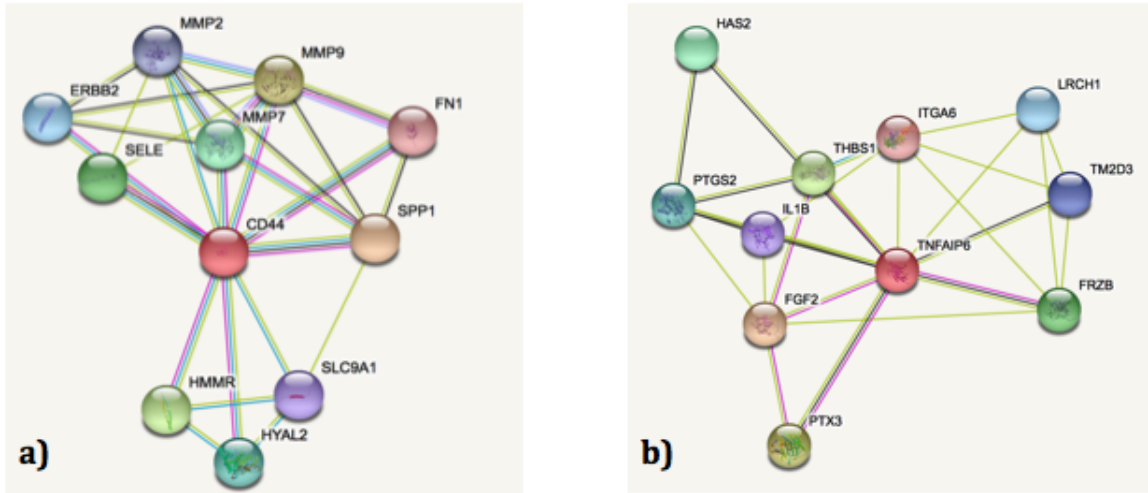 MMP2
MMP9
ERBB2
FN1
MMP7
SELE
CD44
SPP1
SLC9A1
HMMR
HYAL2
a)
HAS2
LRCH1
ITGA6
THBS1
TM2D3
PTGS2
IL1B
TNFAIP6
FRZB
FGF2
PTX3
b)